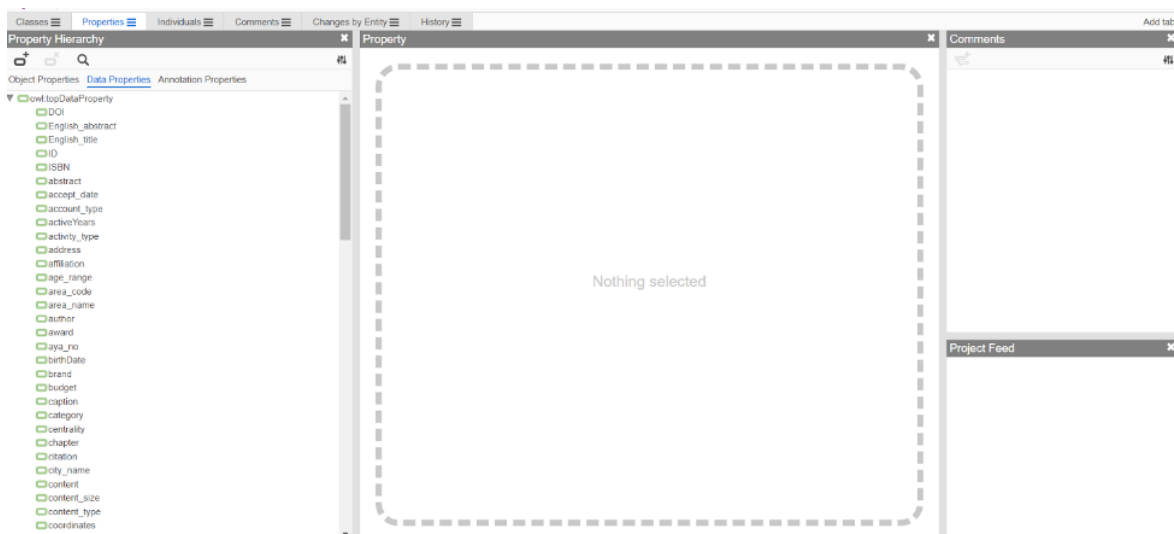 Classes Properties Individuals Comments Changes by Entity History Add tab
Property Hierarchy
Object Properties Data Properties Annotation Properties
owl:topDataProperty
DOI
English_abstract
English_title
ID
ISBN
abstract
accept_date
account_type
activeYears
activity_type
address
affiliation
age_range
area_code
area_name
author
award
aya_no
birthDate
brand
budget
caption
category
centrality
chapter
citation
city_name
content
content_size
content_type
coordinates
Property
Nothing selected
Comments
Project Feed